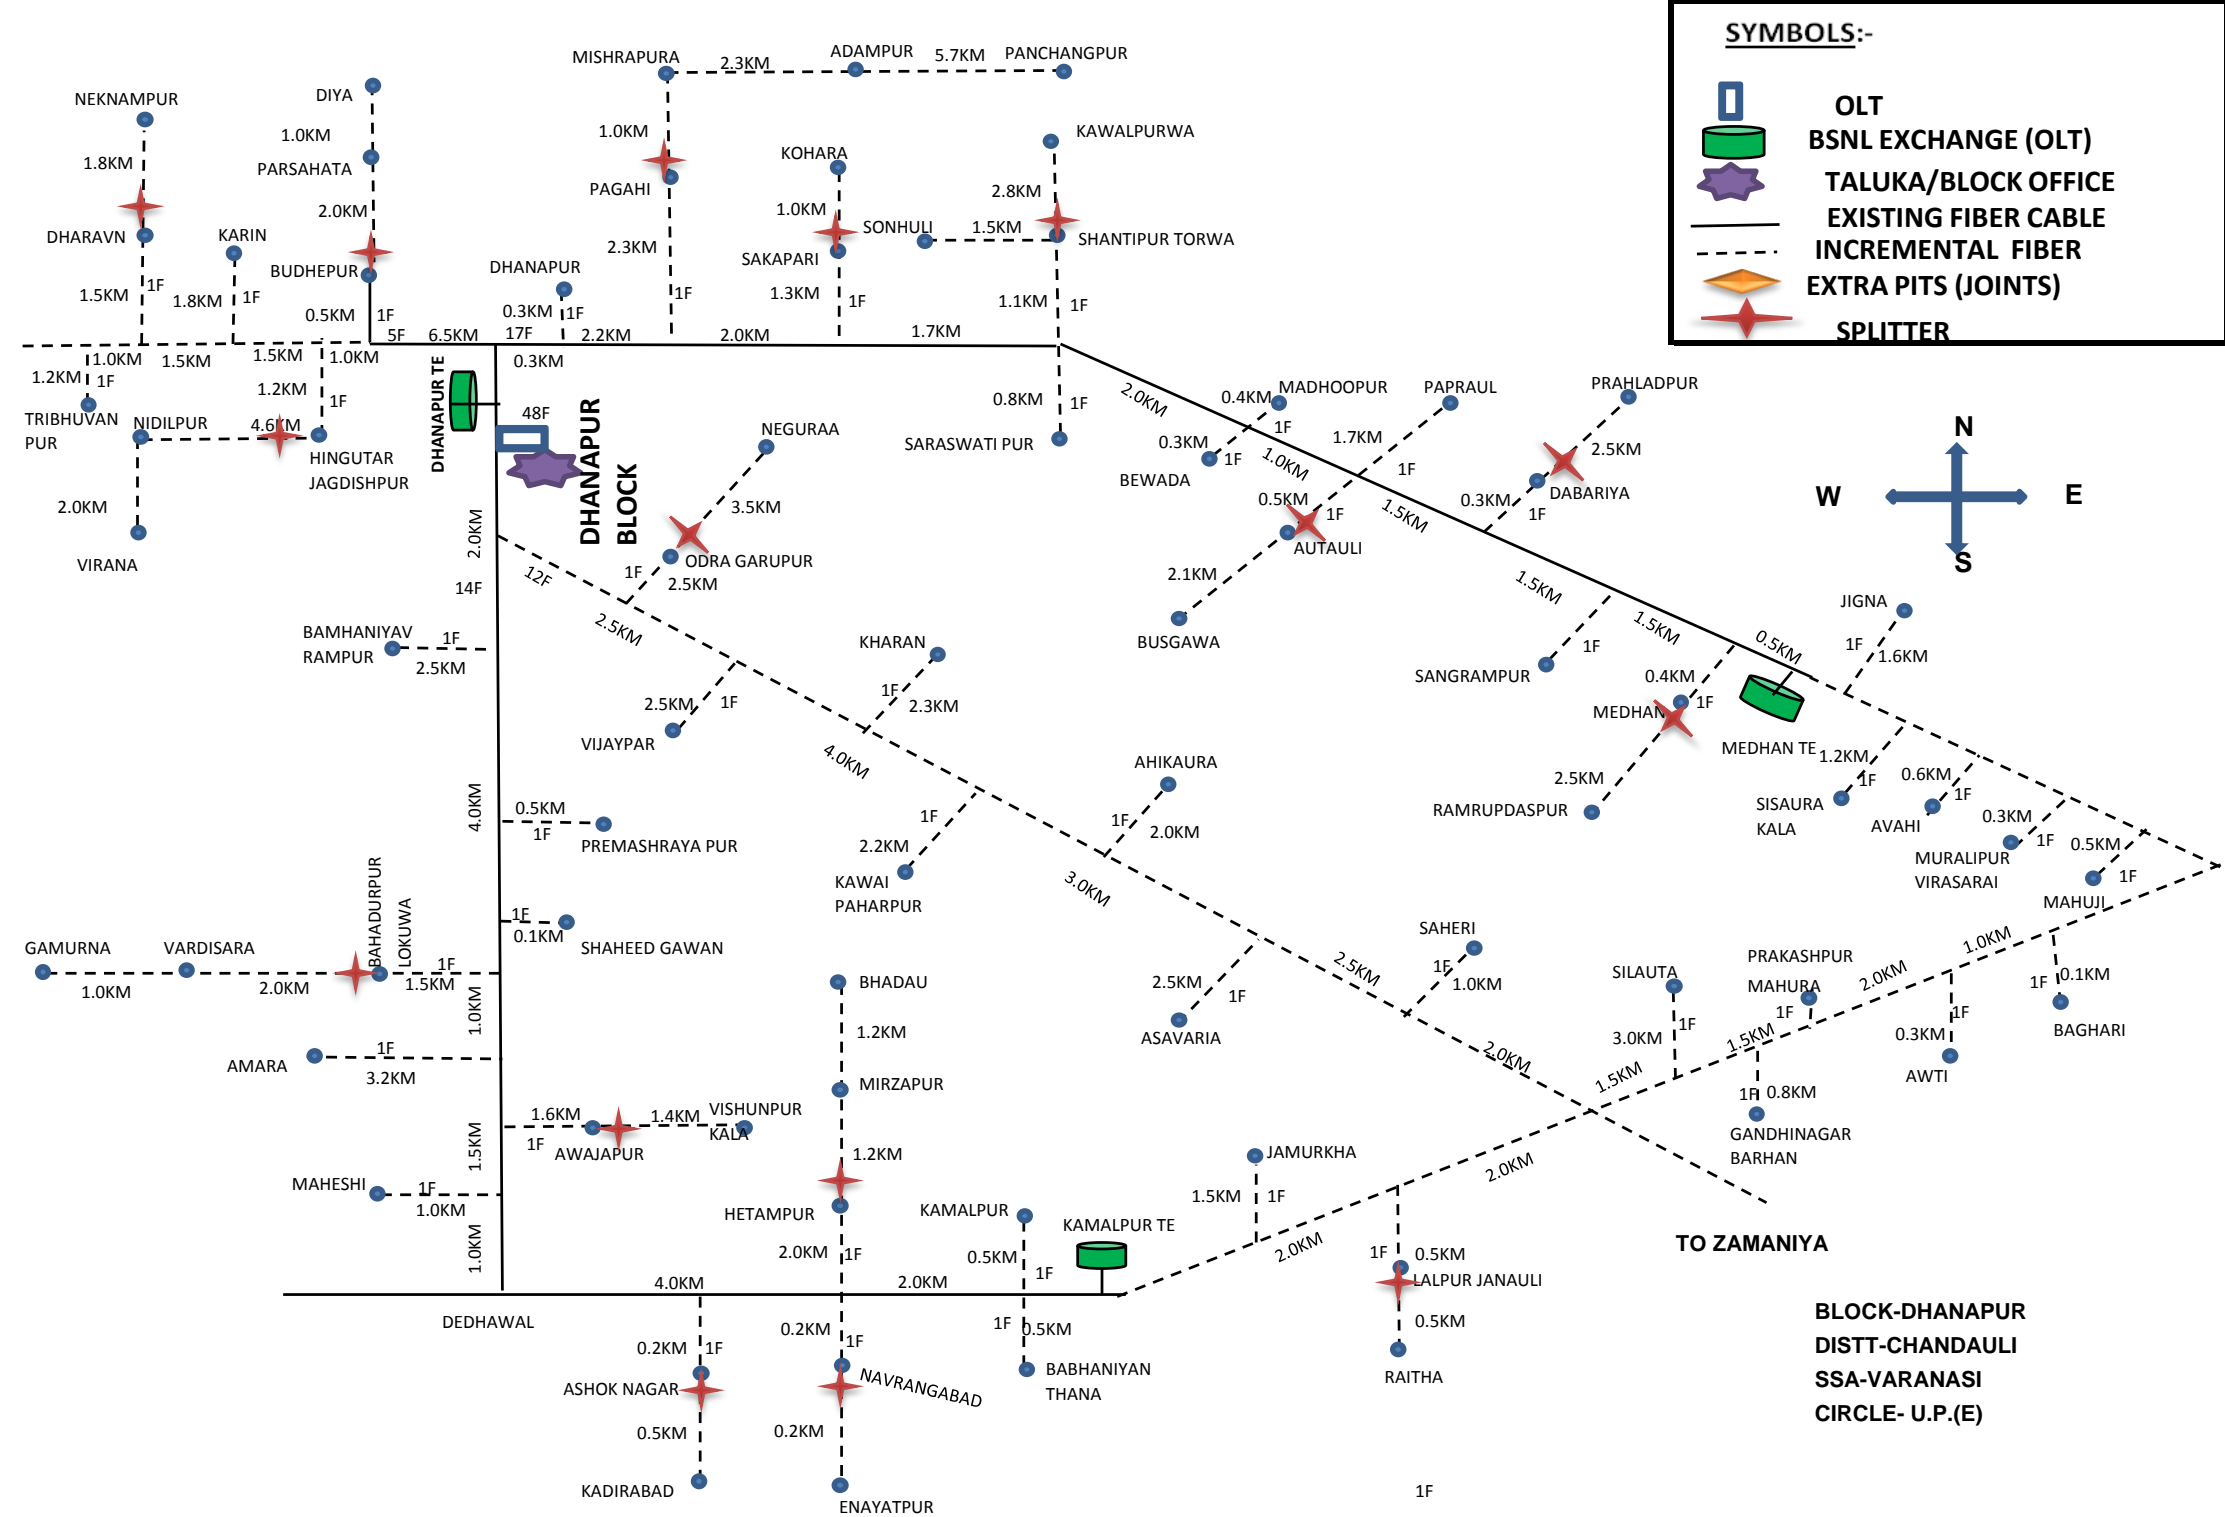 SYMBOLS:-
OLT
BSNL EXCHANGE (OLT)
TALUKA/BLOCK OFFICE
EXISTING FIBER CABLE
INCREMENTAL FIBER
EXTRA PITS (JOINTS)
SPLITTER
MISHRAPURA
2.3KM
ADAMPUR
5.7KM
PANCHANGPUR
NEKNAMPUR
DIYA
1.0KM
1.8KM
PARSAHATA
2.0KM
1.0KM
PAGAHI
2.3KM
1F
KOHARA
1.0KM
SONHULI
1.5KM
KAWALPURWA
2.8KM
SHANTIPUR TORWA
DHARAVN
KARIN
BUDHEPUR
DHANAPUR
SAKAPARI
1.5KM
1F
1.8KM
1F
0.5KM
1F
0.3KM
1F
1.3KM
1F
1.1KM
1F
5F
6.5KM
17F
2.2KM
2.0KM
1.7KM
1.0KM
1.5KM
1.5KM
1.0KM
0.3KM
1.2KM
1F
1.2KM
1F
TRIBHUVAN
PUR
NIDILPUR
4.6KM
HINGUTAR
JAGDISHPUR
2.0KM
VIRANA
DHANAPUR TE
48F
DHANAPUR
BLOCK
0.8KM
1F
SARASWATI PUR
2.0KM
0.4KM
MADHOOPUR
1F
0.3KM
1F
BEWADA
1.0KM
PAPRAUL
1.7KM
1F
0.5KM
1F
AUTAULI
2.1KM
BUSGAWA
1.5KM
PRAHLADPUR
2.5KM
0.3KM
DABARIYA
1F
N
W
E
S
NEGURAA
3.5KM
ODRA GARUPUR
1F
2.5KM
2.0KM
14F
12F
2.5KM
BAMHANIYAV
RAMPUR
1F
2.5KM
VIJAYPAR
2.5KM
1F
KHARAN
1F
2.3KM
4.0KM
1.5KM
SANGRAMPUR
1F
1.5KM
0.5KM
0.4KM
1F
MEDHAN
2.5KM
RAMRUPDASPUR
MEDHAN TE
JIGNA
1F
1.6KM
1.2KM
1F
SISAURA
KALA
0.6KM
1F
AVAHI
0.3KM
1F
MURALIPUR
VIRASARAI
0.5KM
1F
MAHUJI
4.0KM
0.5KM
1F
PREMASHRAYA PUR
1F
2.2KM
KAWAI
PAHARPUR
AHIKAURA
1F
2.0KM
3.0KM
1F
0.1KM
SHAHEED GAWAN
GAMURNA
VARDISARA
BAHADURPUR
LOKUWA
1.0KM
2.0KM
1F
1.5KM
1.0KM
AMARA
1F
3.2KM
2.5KM
1F
ASAVARIA
2.5KM
SAHERI
1F
1.0KM
2.0KM
SILAUTA
3.0KM
1F
PRAKASHPUR
MAHURA
1F
2.0KM
1.0KM
1.5KM
1.5KM
1F
0.8KM
GANDHINAGAR
BARHAN
0.3KM
1F
AWTI
1F
0.1KM
BAGHARI
BHADAU
1.2KM
MIRZAPUR
1.2KM
HETAMPUR
2.0KM
1F
1.6KM
1F
AWAJAPUR
1.4KM
VISHUNPUR
KALA
1.5KM
MAHESHI
1F
1.0KM
1.0KM
KAMALPUR
0.5KM
1F
KAMALPUR TE
JAMURKHA
1.5KM
1F
2.0KM
2.0KM
1F
0.5KM
LALPUR JANAULI
0.5KM
RAITHA
TO ZAMANIYA
4.0KM
2.0KM
DEDHAWAL
0.2KM
1F
ASHOK NAGAR
0.5KM
KADIRABAD
0.2KM
1F
NAVRANGABAD
0.2KM
ENAYATPUR
1F
0.5KM
BABHANIYAN
THANA
1F
BLOCK-DHANAPUR
DISTT-CHANDAULI
SSA-VARANASI
CIRCLE- U.P.(E)